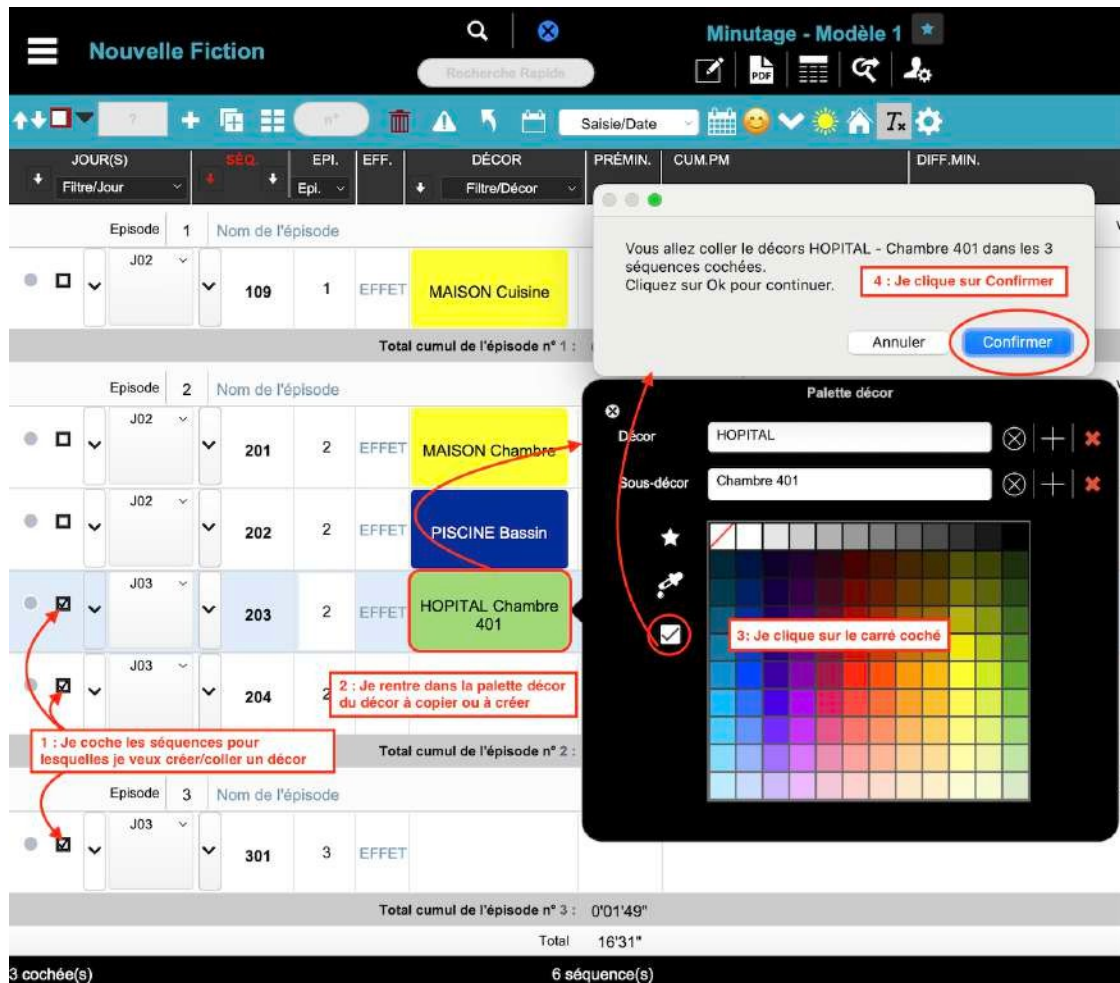 Nouvelle Fiction
Minutage - Modèle 1
Recherche Rapide
PDF
?
n°
Saisie/Date
Tx
JOUR(S)
SÉQ.
EPI.
EFF.
DÉCOR
PRÉMIN.
CUM.PM
DIFF.MIN.
Filtre/Jour
Epi.
Filtre/Décor
Episode 1 Nom de l'épisode
J02
109 1 EFFET MAISON Cuisine
Total cumul de l'épisode n° 1 :
Vous allez coller le décors HOPITAL - Chambre 401 dans les 3
séquences cochées.
Cliquez sur Ok pour continuer.
4 : Je clique sur Confirmer
Annuler
Confirmer
Episode 2 Nom de l'épisode
J02
201 2 EFFET MAISON Chambre
J02
202 2 EFFET PISCINE Bassin
J03
203 2 EFFET HOPITAL Chambre
401
J03
204 2
2 : Je rentre dans la palette décor
du décor à copier ou à créer
1 : Je coche les séquences pour
lesquelles je veux créer/coller un décor
Total cumul de l'épisode n° 2 :
Palette décor
Décor
HOPITAL
Sous-décor
Chambre 401
3: Je clique sur le carré coché
Episode 3 Nom de l'épisode
J03
301 3 EFFET
Total cumul de l'épisode n° 3 : 0'01'49"
Total 16'31"
3 cochée(s)
6 séquence(s)